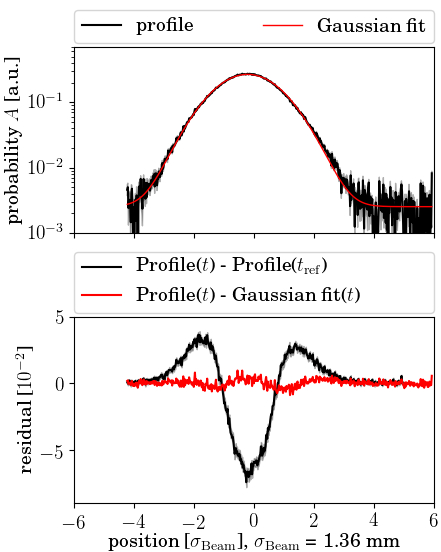 profile Gaussian fit
probability A [a.u.]
10⁻¹
10⁻²
10⁻³
Profile(t) - Profile(t_ref)
Profile(t) - Gaussian fit(t)
residual [10⁻²]
5
0
−5
−6 −4 −2 0 2 4 6
position [σ_Beam], σ_Beam = 1.36 mm